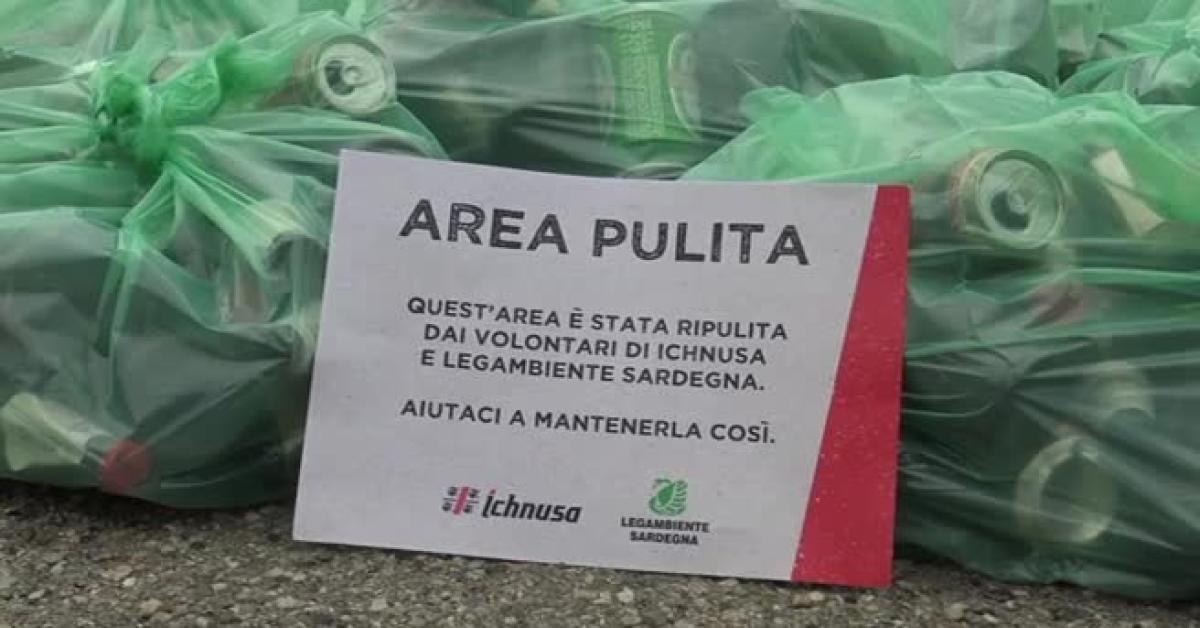 AREA PULITA
QUEST'AREA È STATA RIPULITA
DAI VOLONTARI DI ICHNUSA
E LEGAMBIENTE SARDEGNA.
AIUTACI A MANTENERLA COSÌ.
ichnusa
LEGAMBIENTE
SARDEGNA